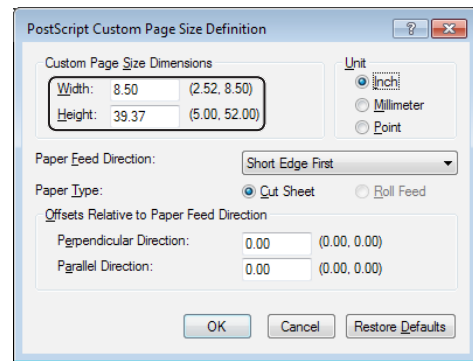 PostScript Custom Page Size Definition
Custom Page Size Dimensions
Width: 8.50 (2.52, 8.50)
Height: 39.37 (5.00, 52.00)
Unit
Inch
Millimeter
Point
Paper Feed Direction: Short Edge First
Paper Type: Cut Sheet Roll Feed
Offsets Relative to Paper Feed Direction
Perpendicular Direction: 0.00 (0.00, 0.00)
Parallel Direction: 0.00 (0.00, 0.00)
OK Cancel Restore Defaults